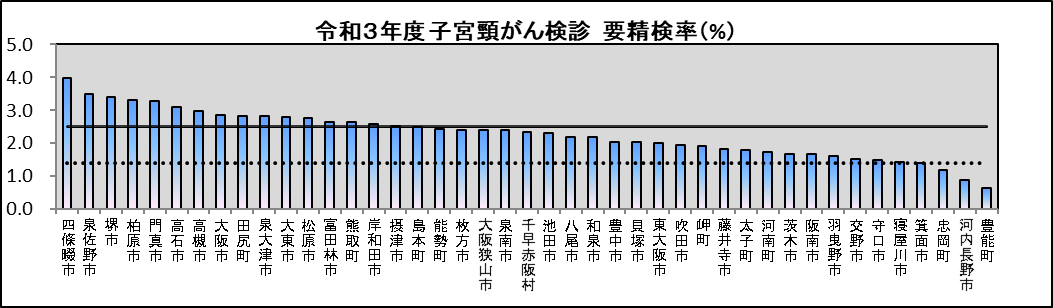 令和3年度子宮頸がん検診 要精検率(%)
5.0
4.0
3.0
2.0
1.0
0.0
四條畷市
泉佐野市
堺市
柏原市
門真市
高石市
高槻市
大阪市
田尻町
泉大津市
大東市
松原市
富田林市
熊取町
岸和田市
摂津市
島本町
能勢町
枚方市
大阪狭山市
泉南市
千早赤阪村
池田市
八尾市
和泉市
豊中市
貝塚市
東大阪市
吹田市
岬町
藤井寺市
太子町
河南町
茨木市
阪南市
羽曳野市
交野市
守口市
寝屋川市
箕面市
忠岡町
河内長野市
豊能町